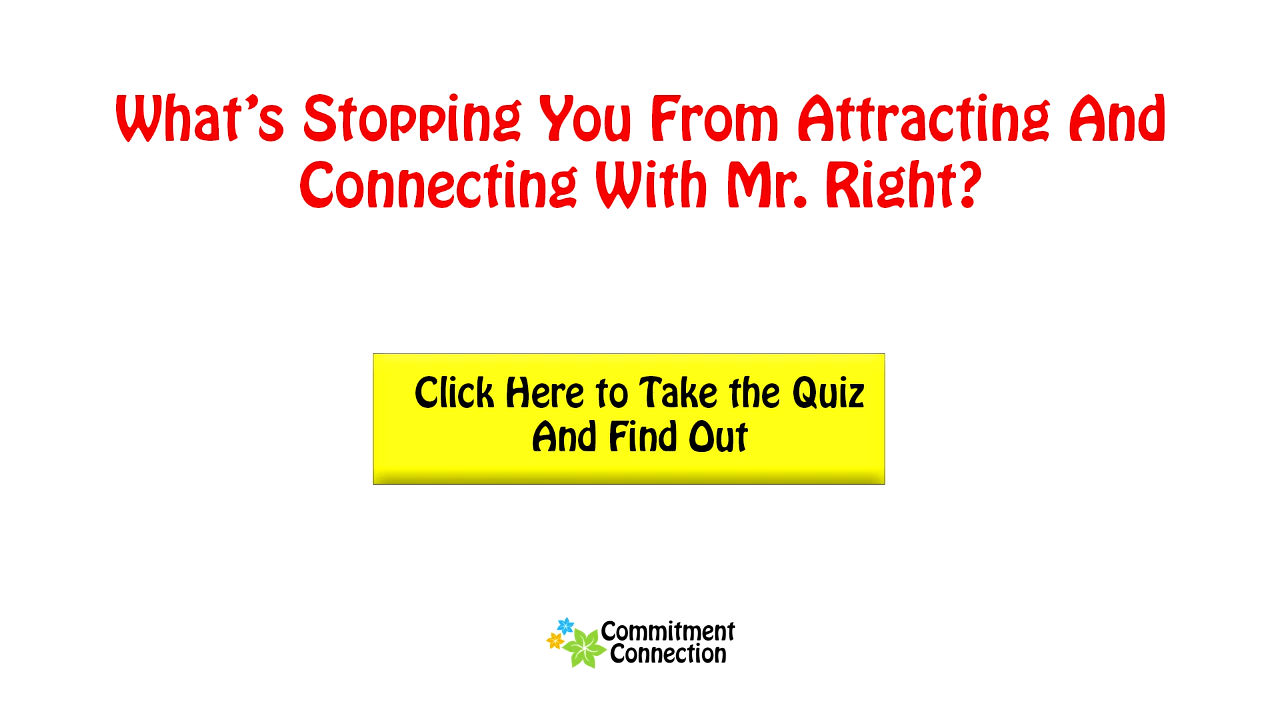 What's Stopping You From Attracting And
Connecting With Mr. Right?
Click Here to Take the Quiz
And Find Out
Commitment
Connection